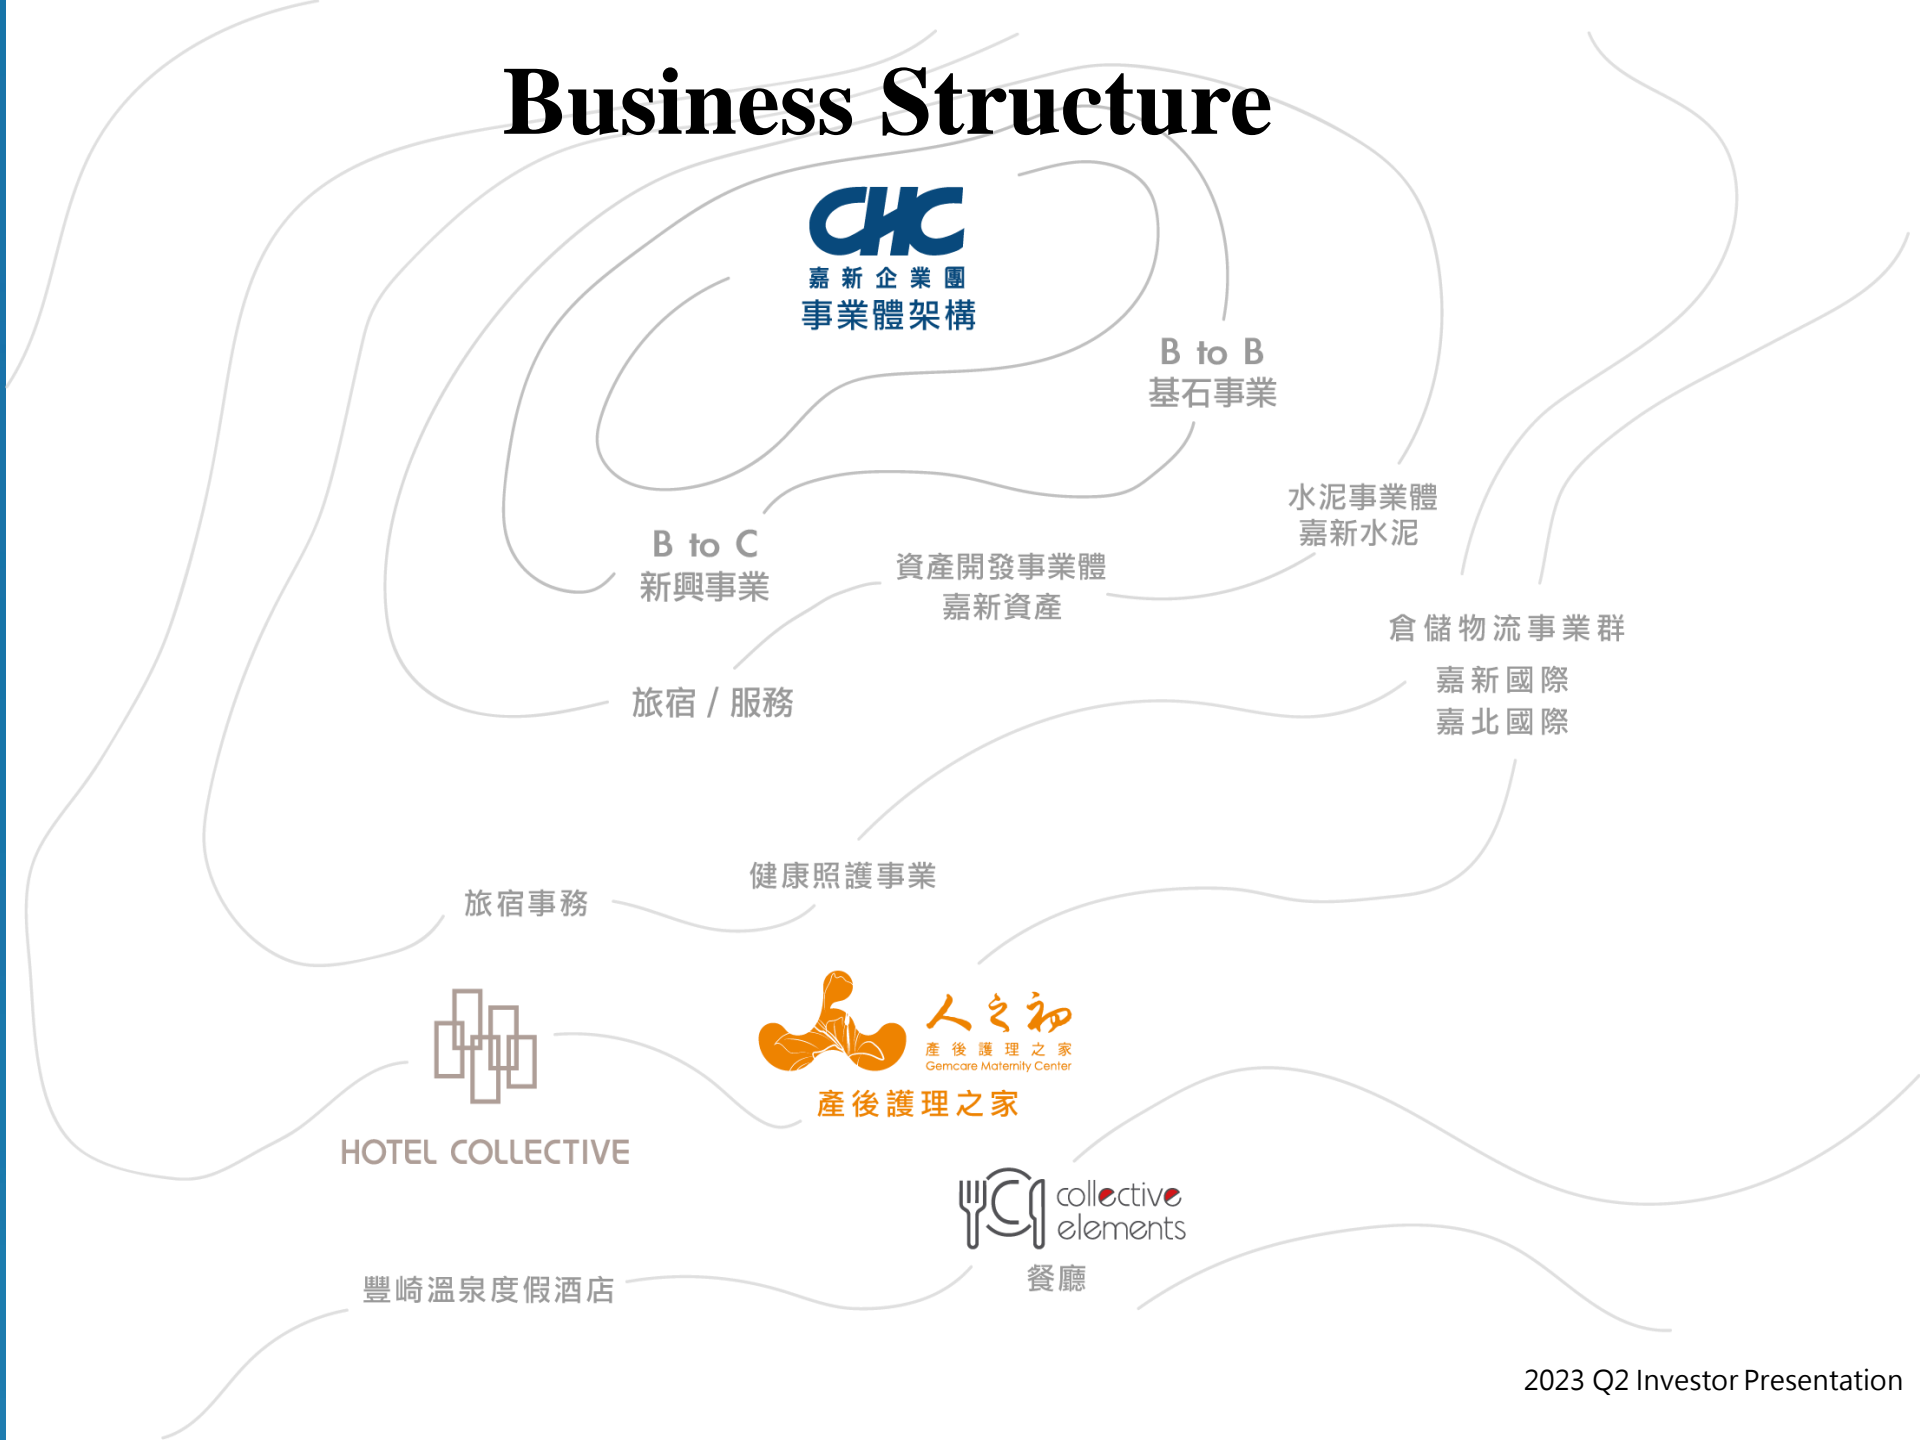 Business Structure
CHC
嘉新企業團
事業體架構
B to B
基石事業
水泥事業體
嘉新水泥
B to C
新興事業
資產開發事業體
嘉新資產
倉儲物流事業群
嘉新國際
嘉北國際
旅宿 / 服務
健康照護事業
旅宿事務
人之初
產後護理之家
Gemcare Maternity Center
產後護理之家
HOTEL COLLECTIVE
collective
elements
餐廳
豐崎溫泉度假酒店
2023 Q2 Investor Presentation